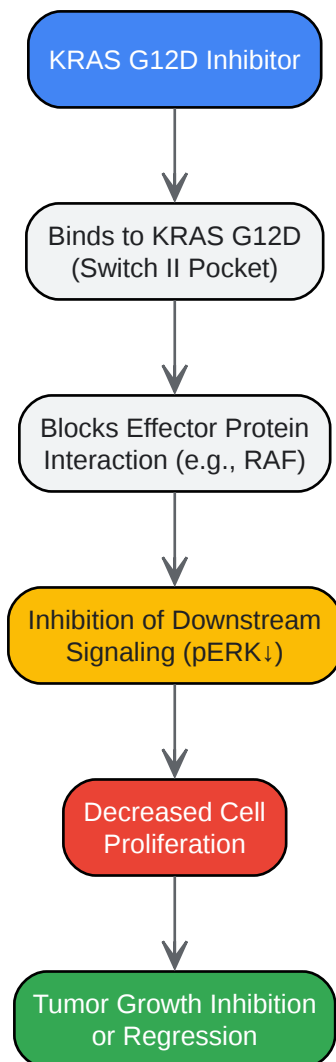 KRAS G12D Inhibitor
Binds to KRAS G12D
(Switch II Pocket)
Blocks Effector Protein
Interaction (e.g., RAF)
Inhibition of Downstream
Signaling (pERK↓)
Decreased Cell
Proliferation
Tumor Growth Inhibition
or Regression